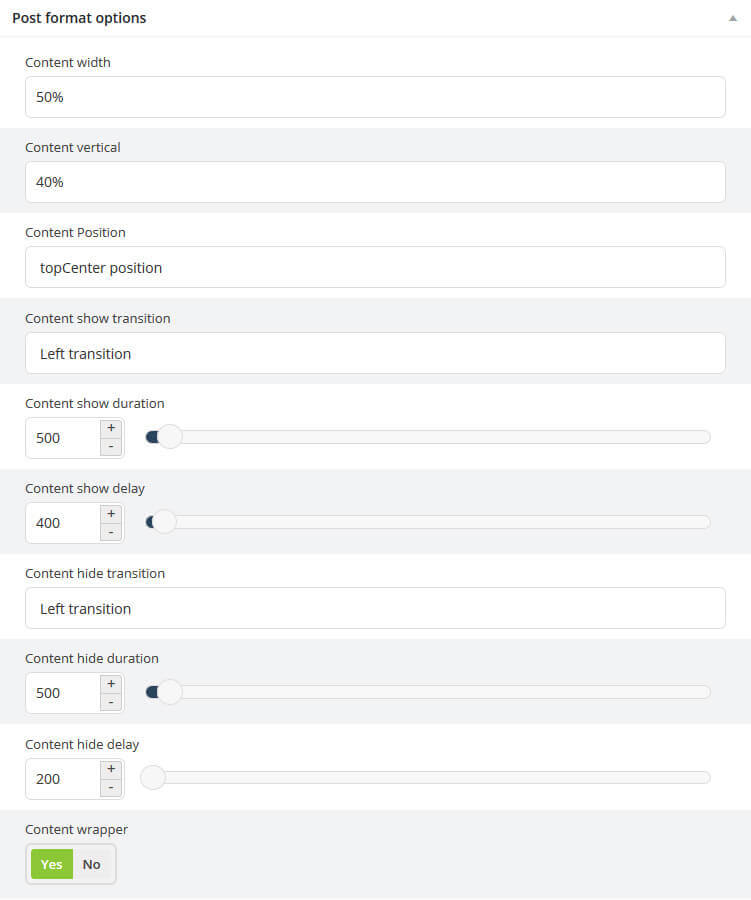 Post format options
Content width
50%
Content vertical
40%
Content Position
topCenter position
Content show transition
Left transition
Content show duration
500
+
-
Content show delay
400
+
-
Content hide transition
Left transition
Content hide duration
500
+
-
Content hide delay
200
+
-
Content wrapper
Yes No